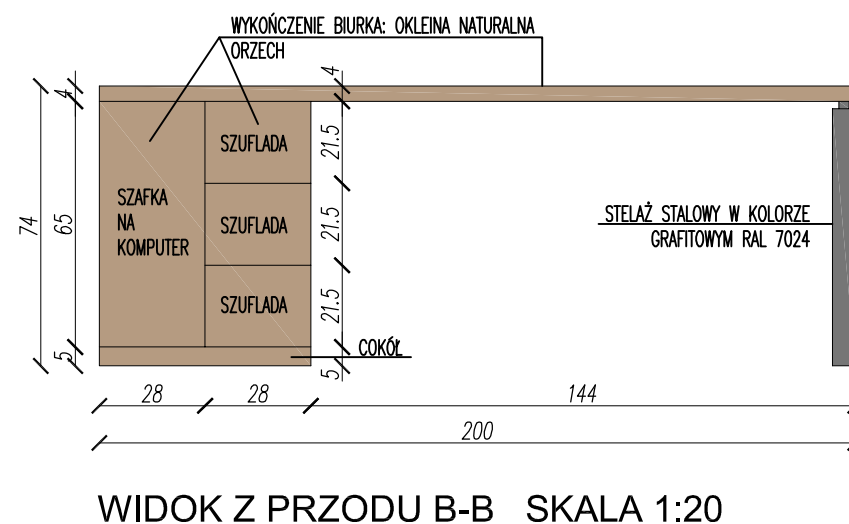 WYKOŃCZENIE BIURKA: OKLEINA NATURALNA
ORZECH
4
4
SZUFLADA
21.5
SZAFKA
NA
KOMPUTER
74
65
SZUFLADA
21.5
STELAŻ STALOWY W KOLORZE
GRAFITOWYM RAL 7024
SZUFLADA
21.5
COKÓŁ
5
5
28
28
144
200
WIDOK Z PRZODU B-B SKALA 1:20